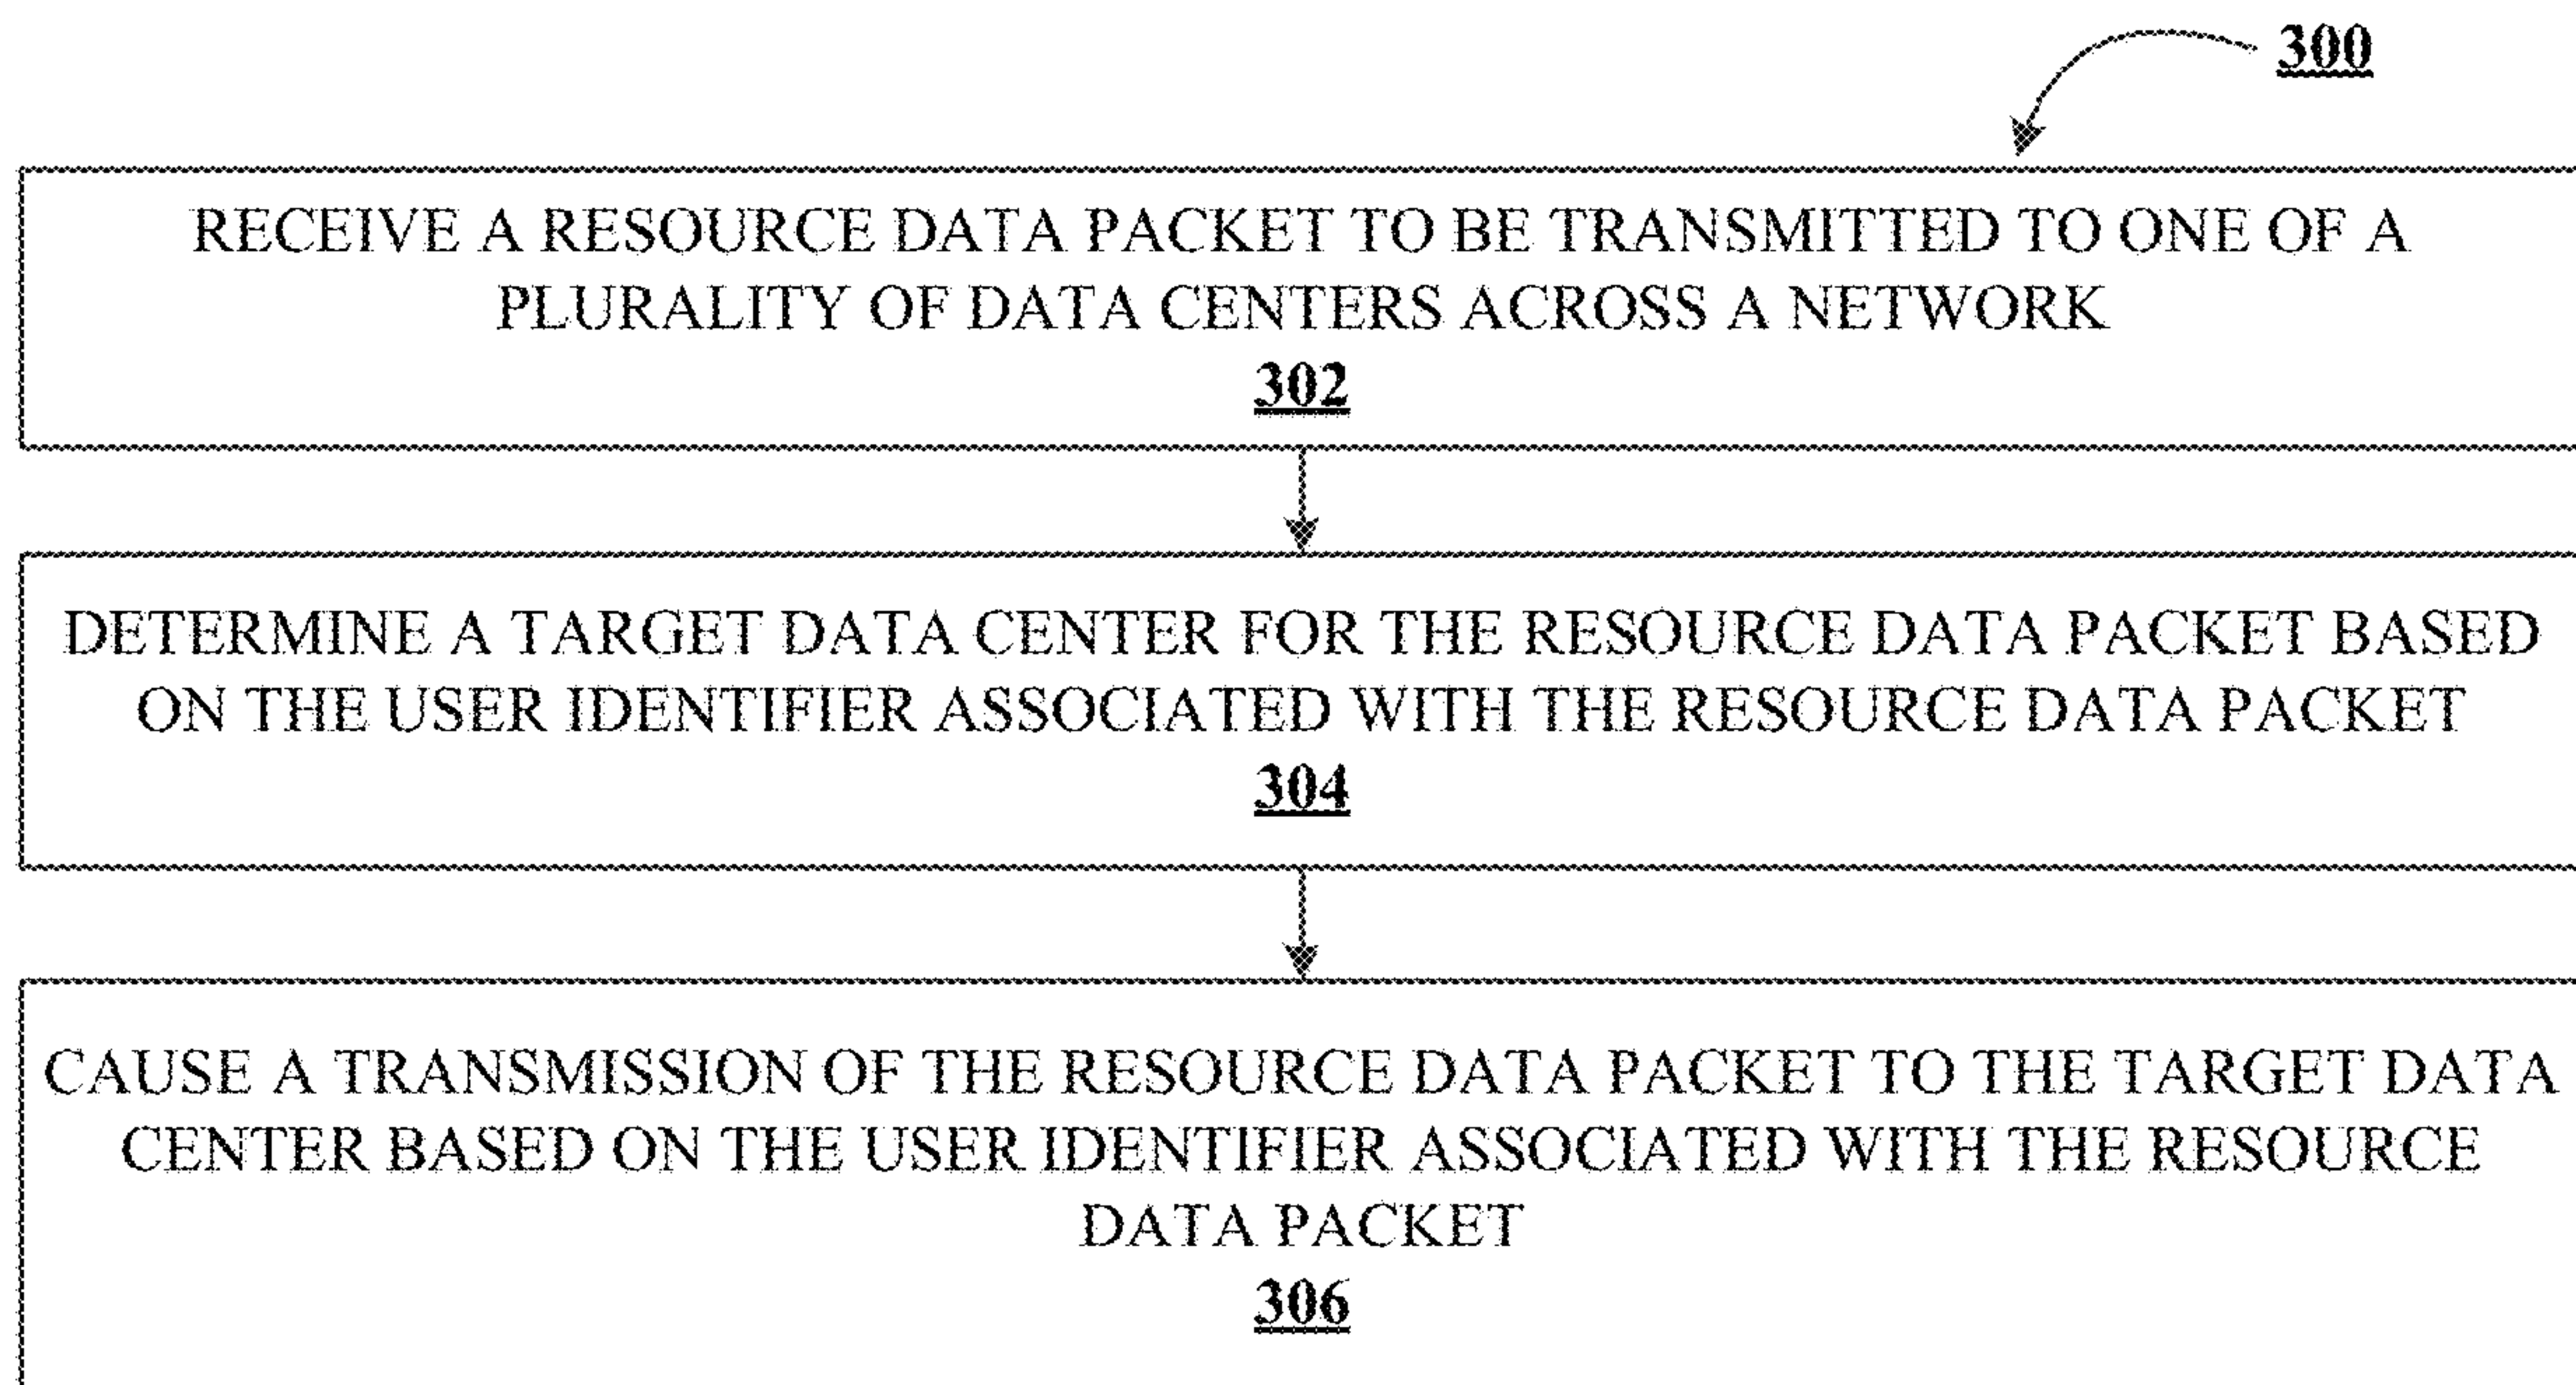 300
RECEIVE A RESOURCE DATA PACKET TO BE TRANSMITTED TO ONE OF A
PLURALITY OF DATA CENTERS ACROSS A NETWORK
302
DETERMINE A TARGET DATA CENTER FOR THE RESOURCE DATA PACKET BASED
ON THE USER IDENTIFIER ASSOCIATED WITH THE RESOURCE DATA PACKET
304
CAUSE A TRANSMISSION OF THE RESOURCE DATA PACKET TO THE TARGET DATA
CENTER BASED ON THE USER IDENTIFIER ASSOCIATED WITH THE RESOURCE
DATA PACKET
306